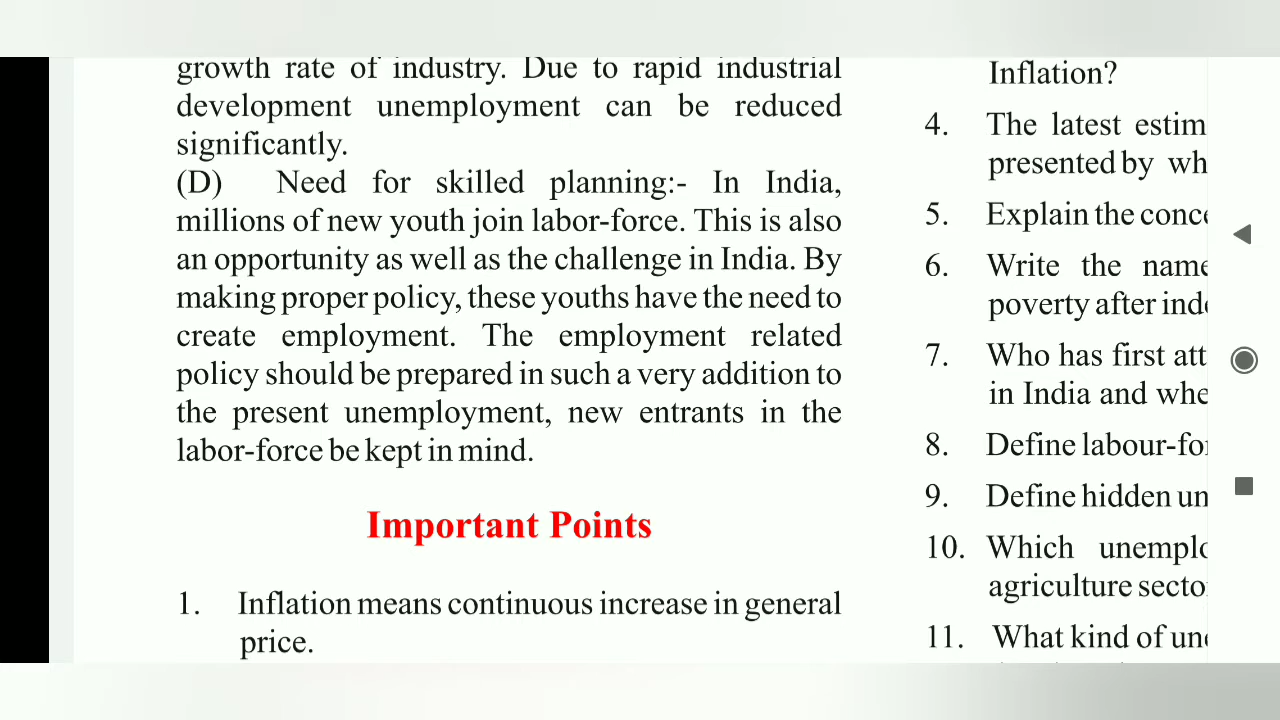 growth rate of industry. Due to rapid industrial
development unemployment can be reduced
significantly.
(D) Need for skilled planning:- In India,
millions of new youth join labor-force. This is also
an opportunity as well as the challenge in India. By
making proper policy, these youths have the need to
create employment. The employment related
policy should be prepared in such a very addition to
the present unemployment, new entrants in the
labor-force be kept in mind.
Important Points
1. Inflation means continuous increase in general
price.
Inflation?
4. The latest estim
presented by wh
5. Explain the conc
6. Write the name
poverty after ind
7. Who has first att
in India and whe
8. Define labour-fo
9. Define hidden un
10. Which unemplo
agriculture secto
11. What kind of un